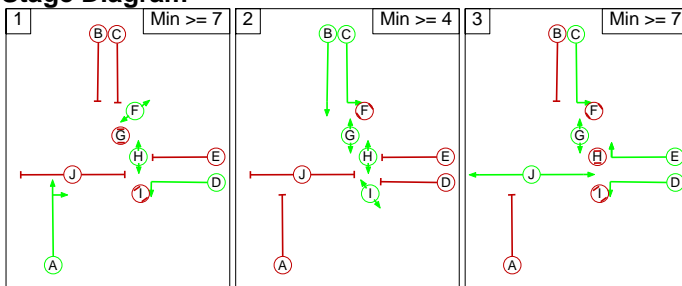 Stage Diagram
1 Min >= 7
B C
F
G
H E
J D
I
A
2 Min >= 4
B C
F
G
H E
J D
I
A
3 Min >= 7
B C
F
G
H E
J D
I
A